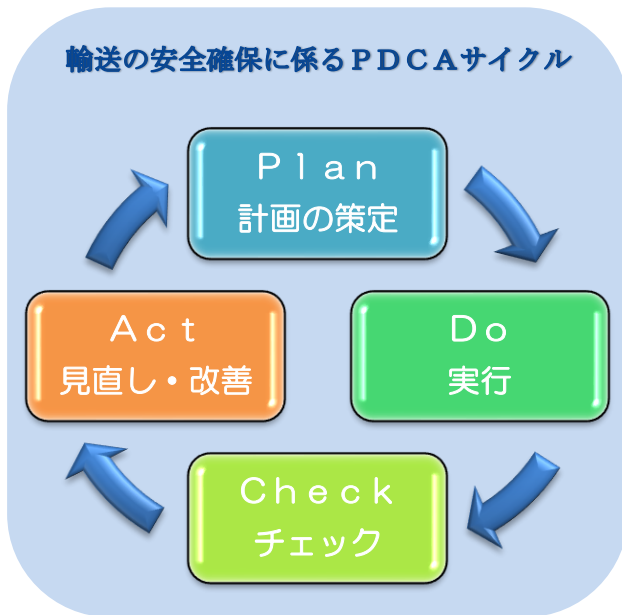 輸送の安全確保に係るＰＤＣＡサイクル
Ｐｌａｎ
計画の策定
Ａｃｔ
見直し・改善
Ｄｏ
実行
Ｃｈｅｃｋ
チェック